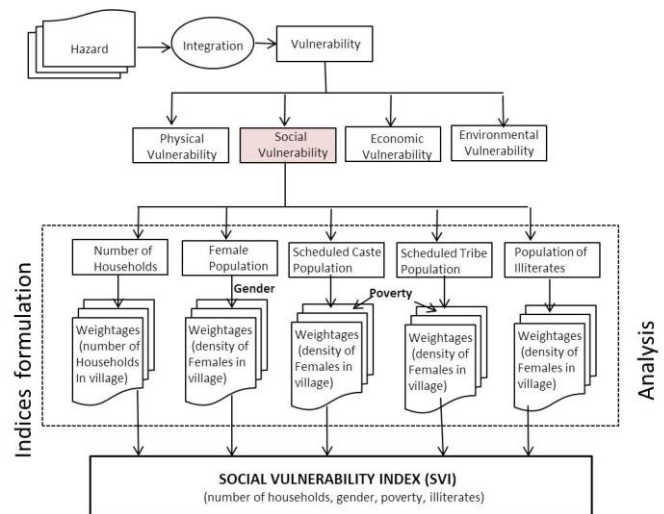 Hazard
Integration
Vulnerability
Physical
Vulnerability
Social
Vulnerability
Economic
Vulnerability
Environmental
Vulnerability
Indices formulation
Number of
Households
Female
Population
Scheduled Caste
Population
Scheduled Tribe
Population
Population of
Illiterates
Gender
Poverty
Weightages
(number of
Households
In village)
Weightages
(density of
Females in
village)
Weightages
(density of
Females in
village)
Weightages
(density of
Females in
village)
Weightages
(density of
Females in
village)
Analysis
SOCIAL VULNERABILITY INDEX (SVI)
(number of households, gender, poverty, illiterates)